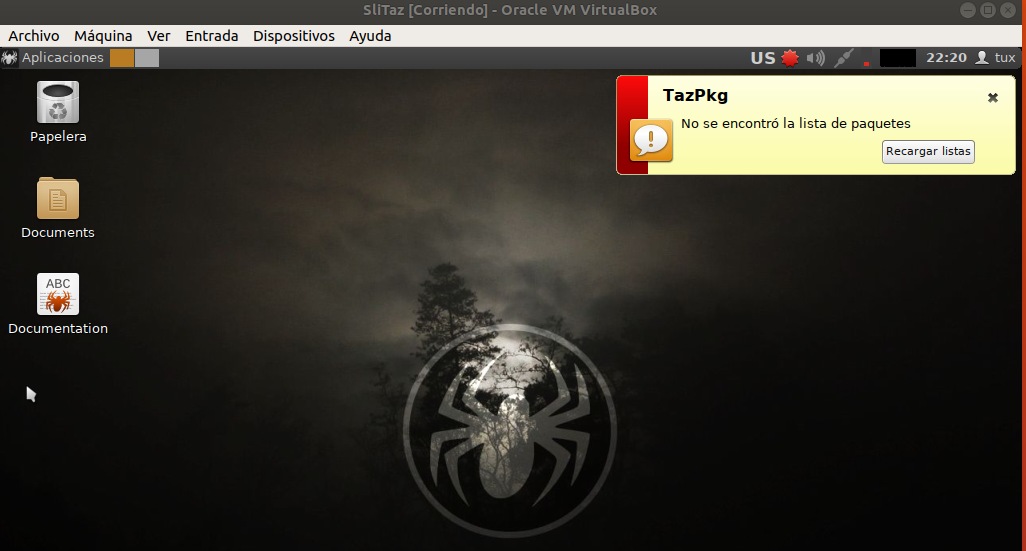 SliTaz [Corriendo] - Oracle VM VirtualBox
Archivo Máquina Ver Entrada Dispositivos Ayuda
Aplicaciones US 22:20 tux
TazPkg
No se encontró la lista de paquetes
Recargar listas
Papelera
Documents
ABC
Documentation